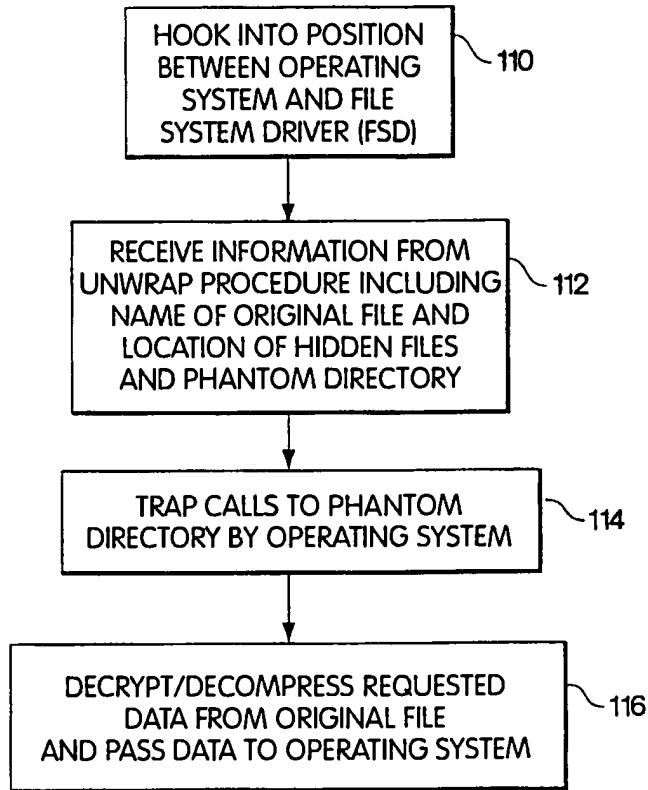 HOOK INTO POSITION
BETWEEN OPERATING
SYSTEM AND FILE
SYSTEM DRIVER (FSD)
110
RECEIVE INFORMATION FROM
UNWRAP PROCEDURE INCLUDING
NAME OF ORIGINAL FILE AND
LOCATION OF HIDDEN FILES
AND PHANTOM DIRECTORY
112
TRAP CALLS TO PHANTOM
DIRECTORY BY OPERATING SYSTEM
114
DECRYPT/DECOMPRESS REQUESTED
DATA FROM ORIGINAL FILE
AND PASS DATA TO OPERATING SYSTEM
116